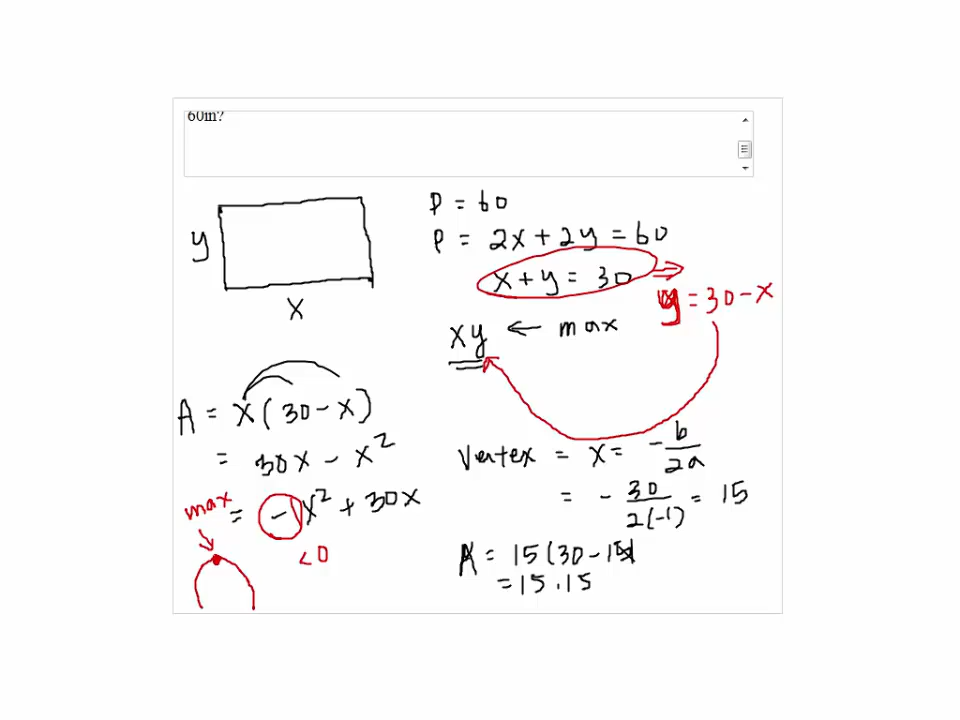 60in?
P = 60
P = 2x + 2y = 60
y
x + y = 30
y = 30 - x
x
xy ← max
A = x(30 - x)
= 30x - x²
max
= -1x² + 30x
< 0
Vertex = x = -b/2a
= -30/2(-1) = 15
A = 15(30 - 15)
= 15.15